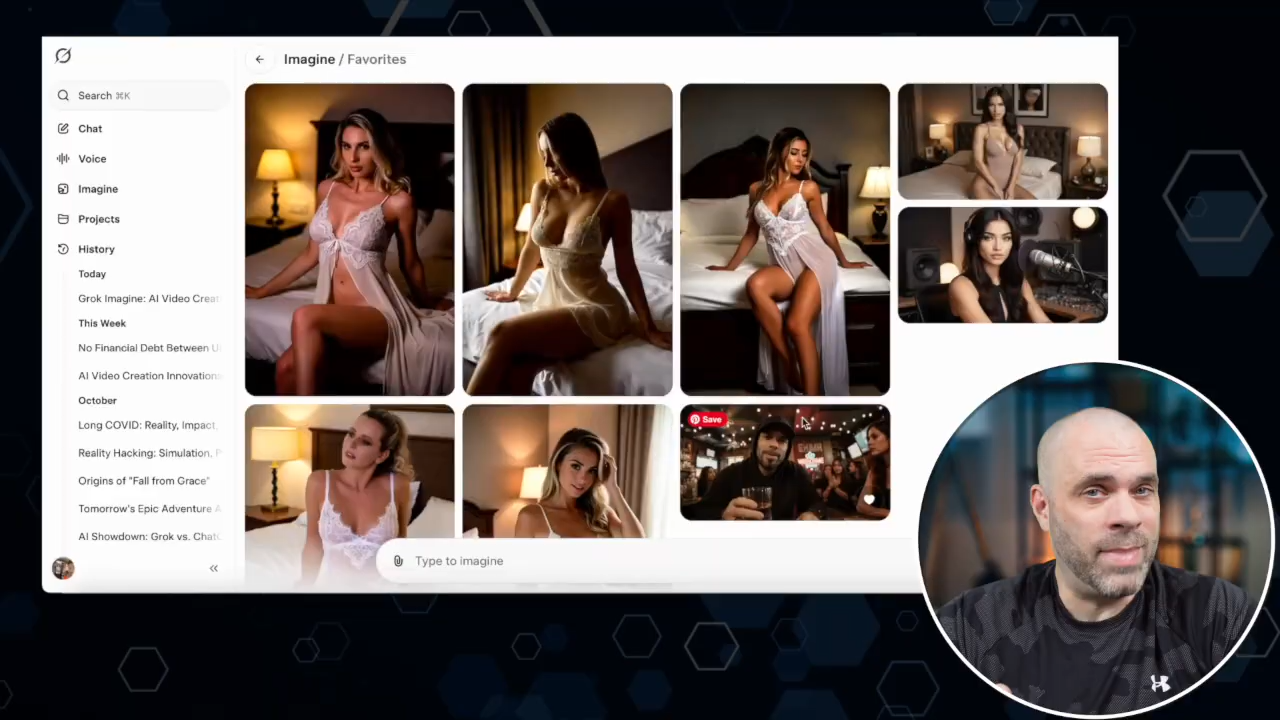 Imagine / Favorites
Search ⌘K
Chat
Voice
Imagine
Projects
History
Today
Grok Imagine: AI Video Creat
This Week
No Financial Debt Between U
AI Video Creation Innovation
October
Long COVID: Reality, Impact,
Reality Hacking: Simulation, P
Origins of "Fall from Grace"
Tomorrow's Epic Adventure A
AI Showdown: Grok vs. Chat
Save
Type to imagine